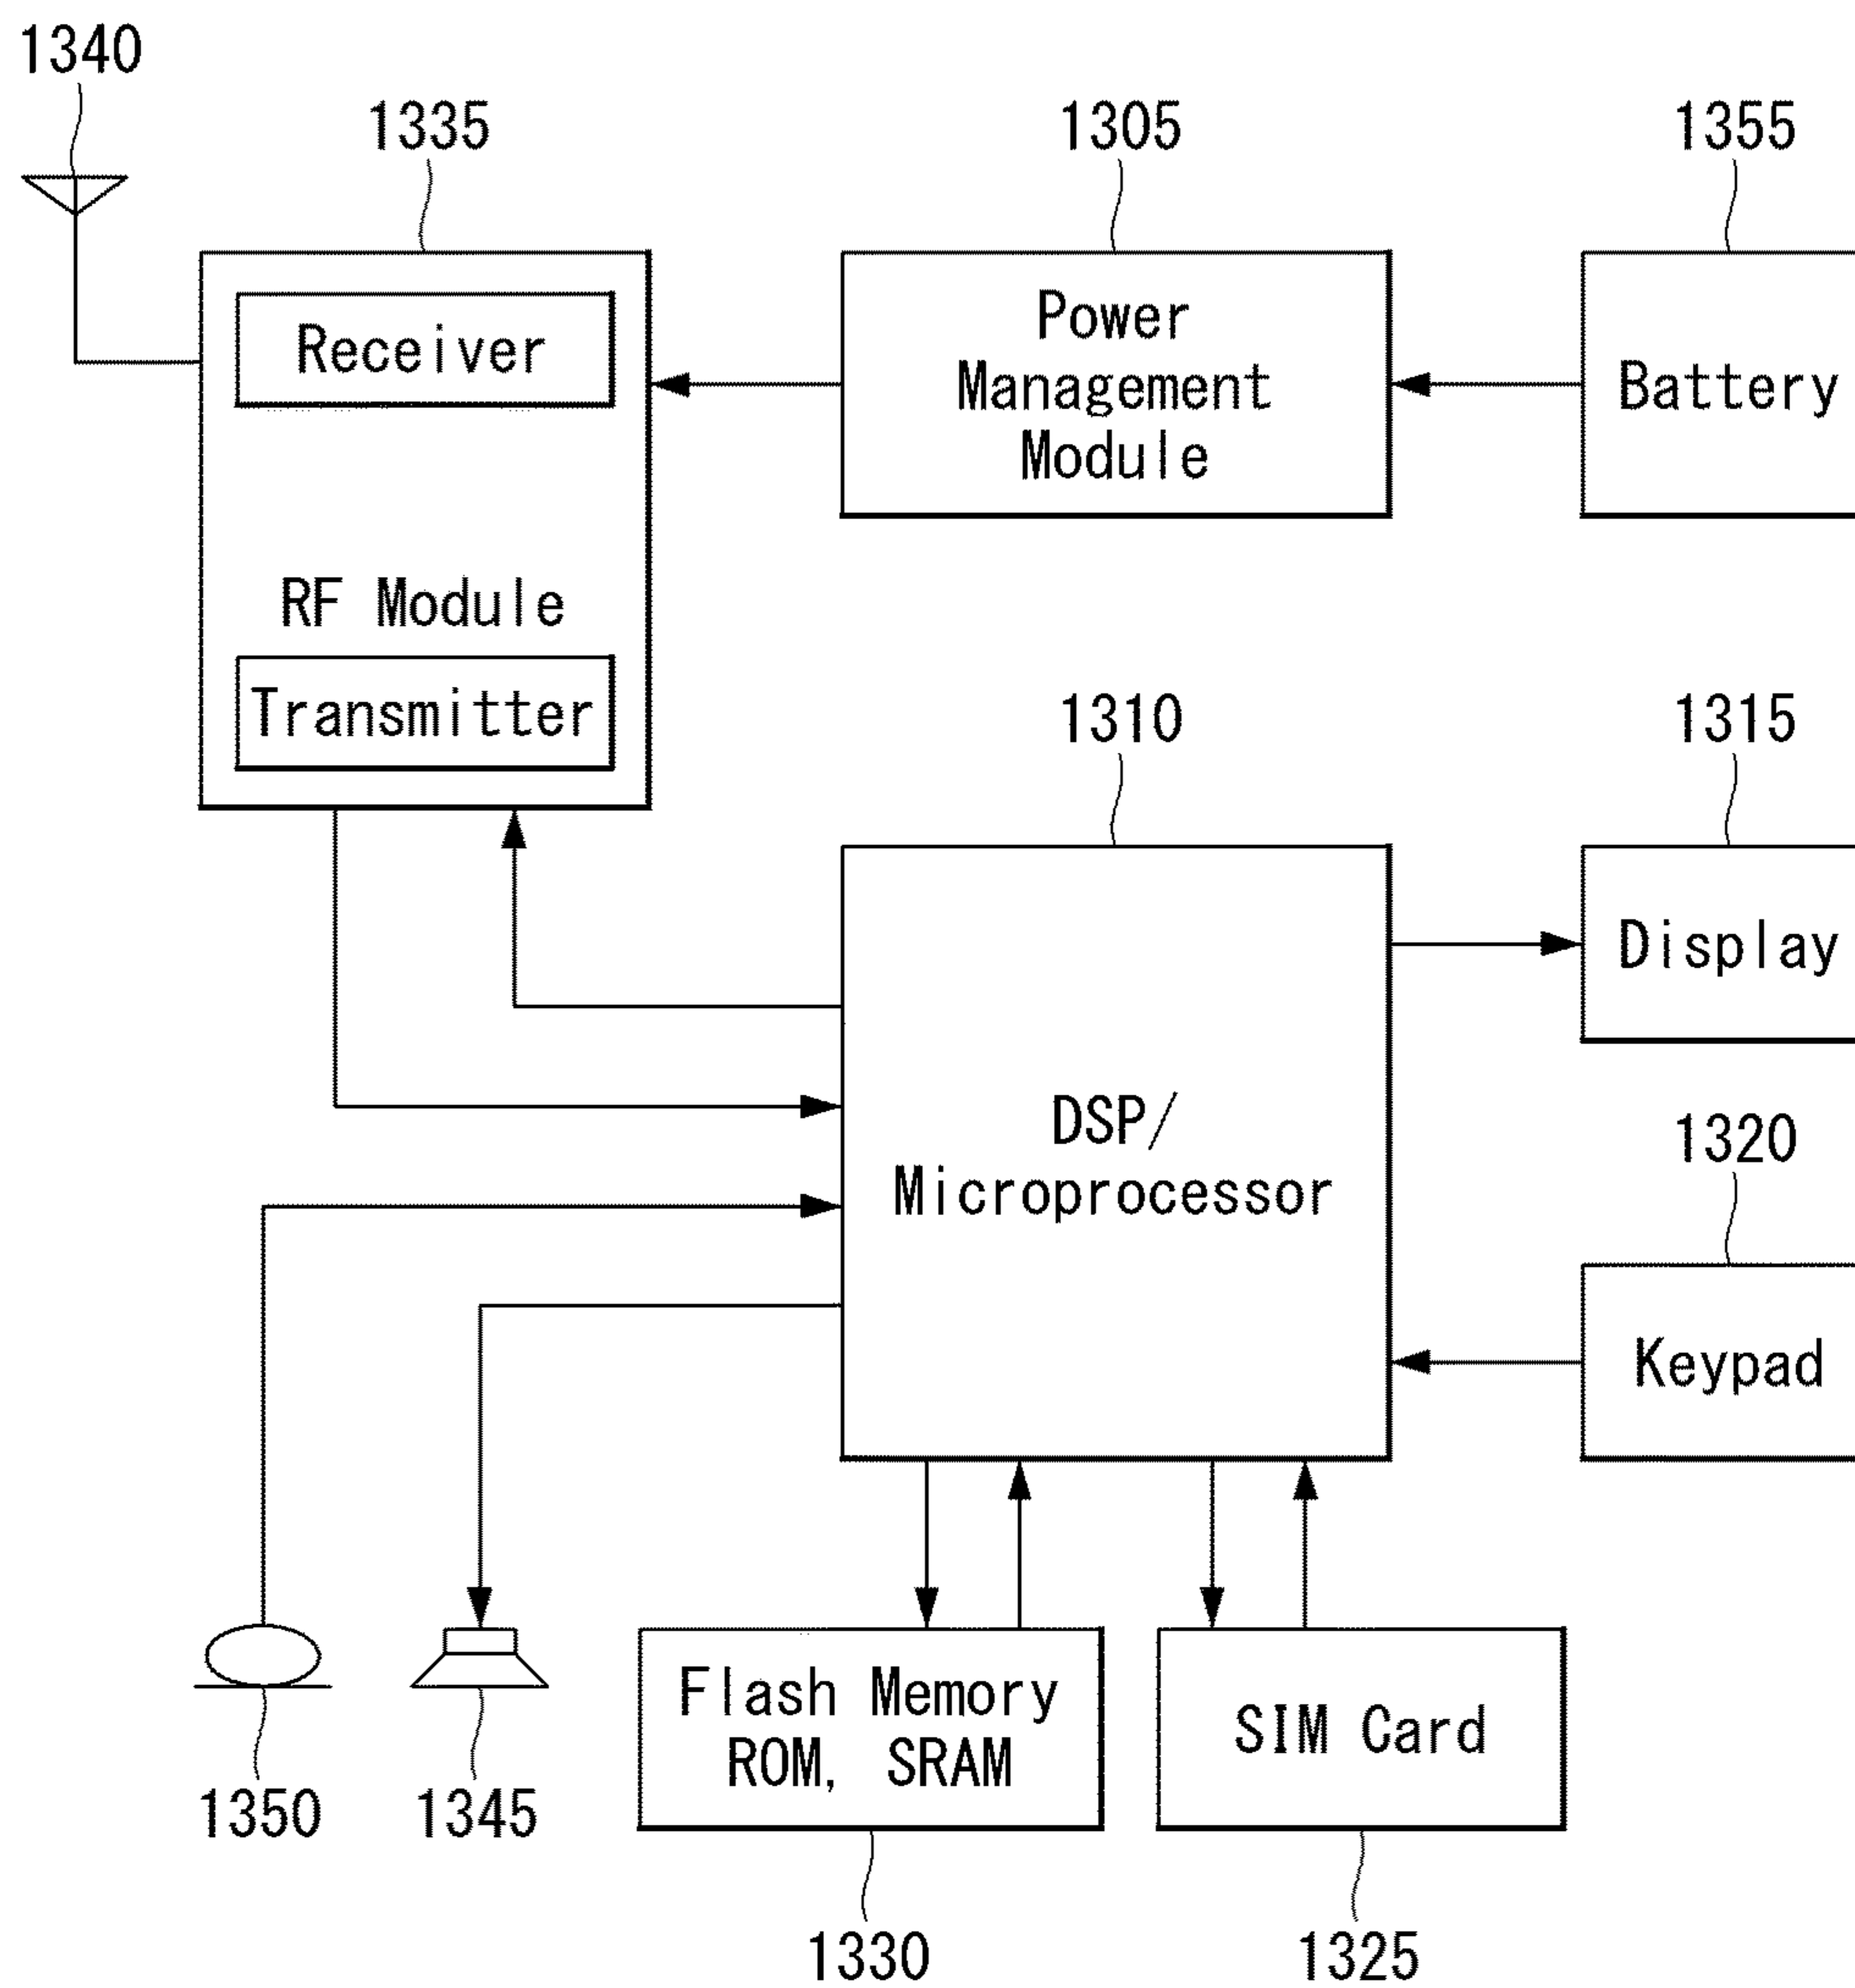 1340
1335
1305
1355
Receiver
Power
Management
Module
Battery
RF Module
Transmitter
1310
1315
Display
DSP/
Microprocessor
1320
Keypad
Flash Memory
ROM, SRAM
SIM Card
1350
1345
1330
1325